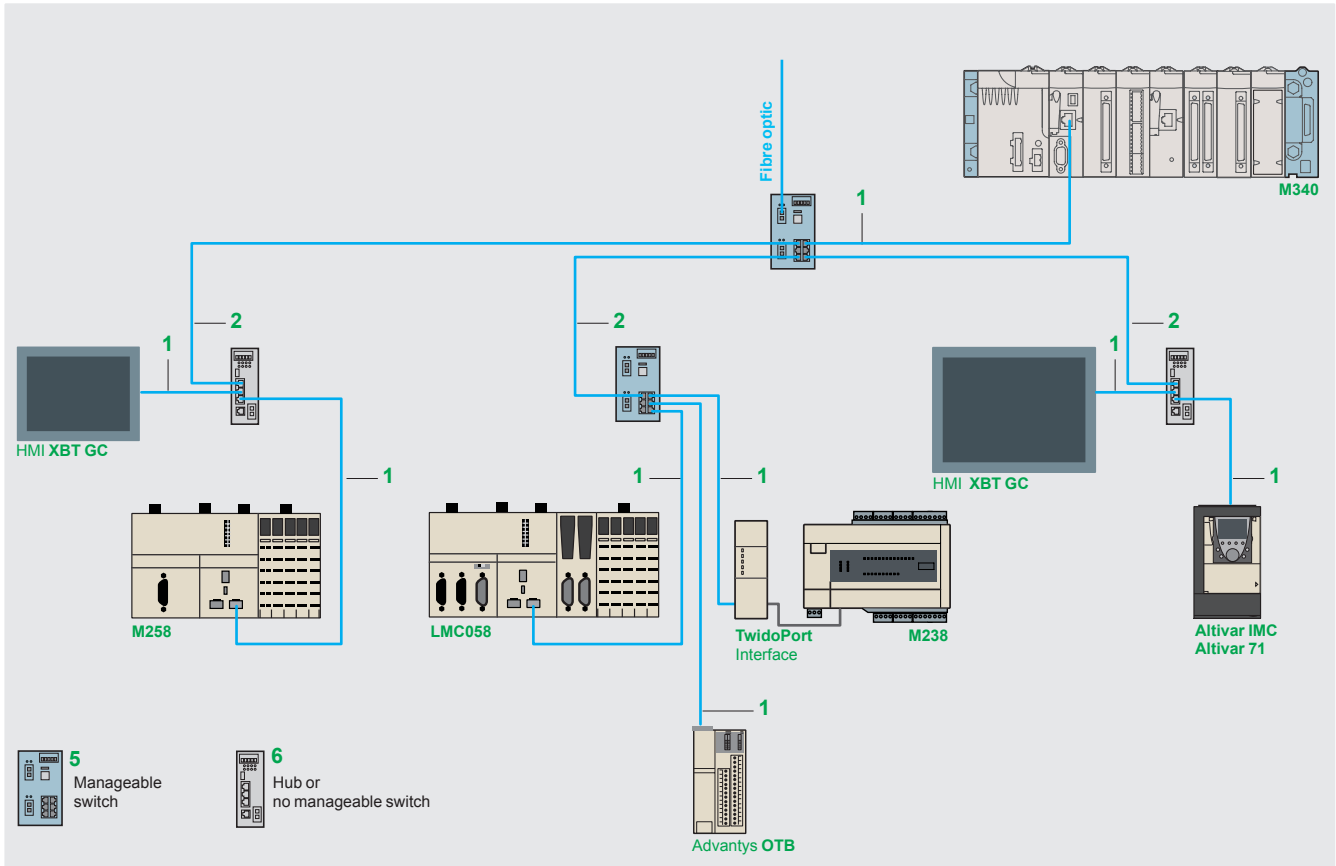 Fibre optic
M340
1
2
2
2
1
1
HMI XBT GC
HMI XBT GC
1
1
1
1
M258
LMC058
TwidoPort
Interface
M238
Altivar IMC
Altivar 71
1
5
Manageable
switch
6
Hub or
no manageable switch
Advantys OTB